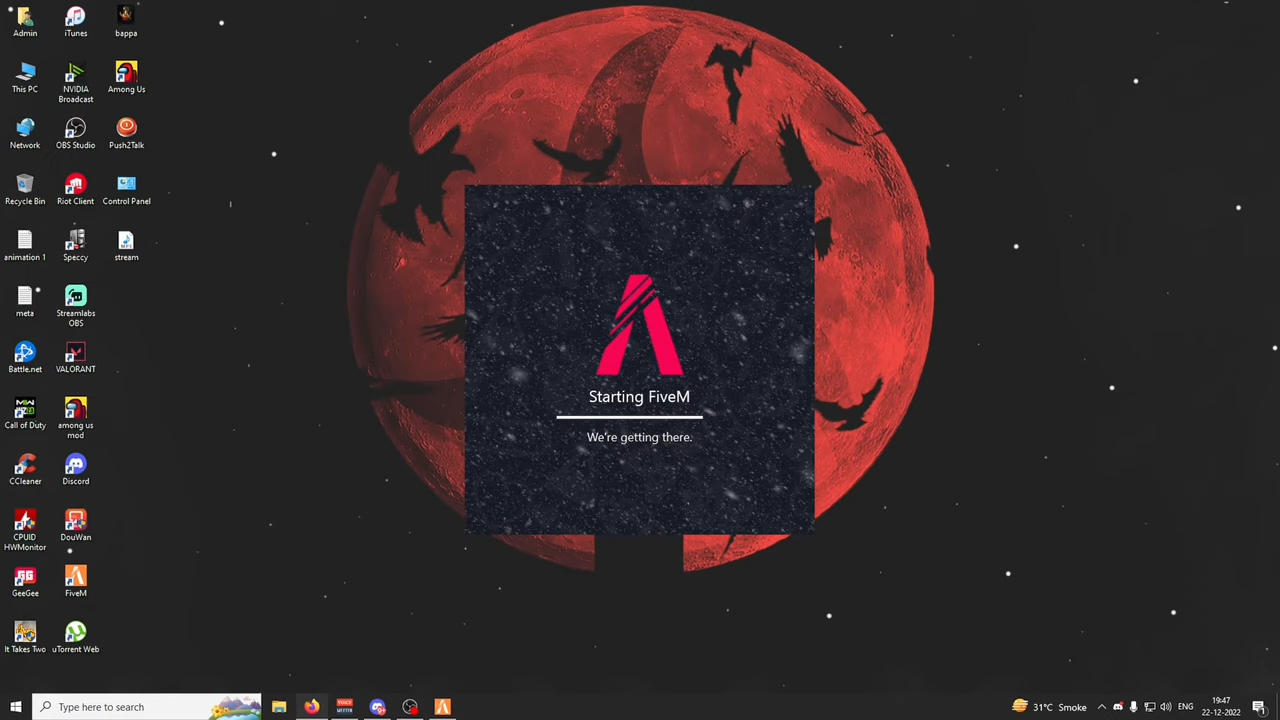 Admin
iTunes
bappa
This PC
NVIDIA
Broadcast
Among Us
Network
OBS Studio
Push2Talk
Recycle Bin
Riot Client
Control Panel
animation 1
Speccy
stream
meta
Streamlabs
OBS
Battle.net
VALORANT
Call of Duty
among us
mod
CCleaner
Discord
CPUID
HWMonitor
DouWan
GeeGee
FiveM
It Takes Two
uTorrent Web
Starting FiveM
We're getting there.
Type here to search
31°C Smoke
ENG
19:47
22-12-2022